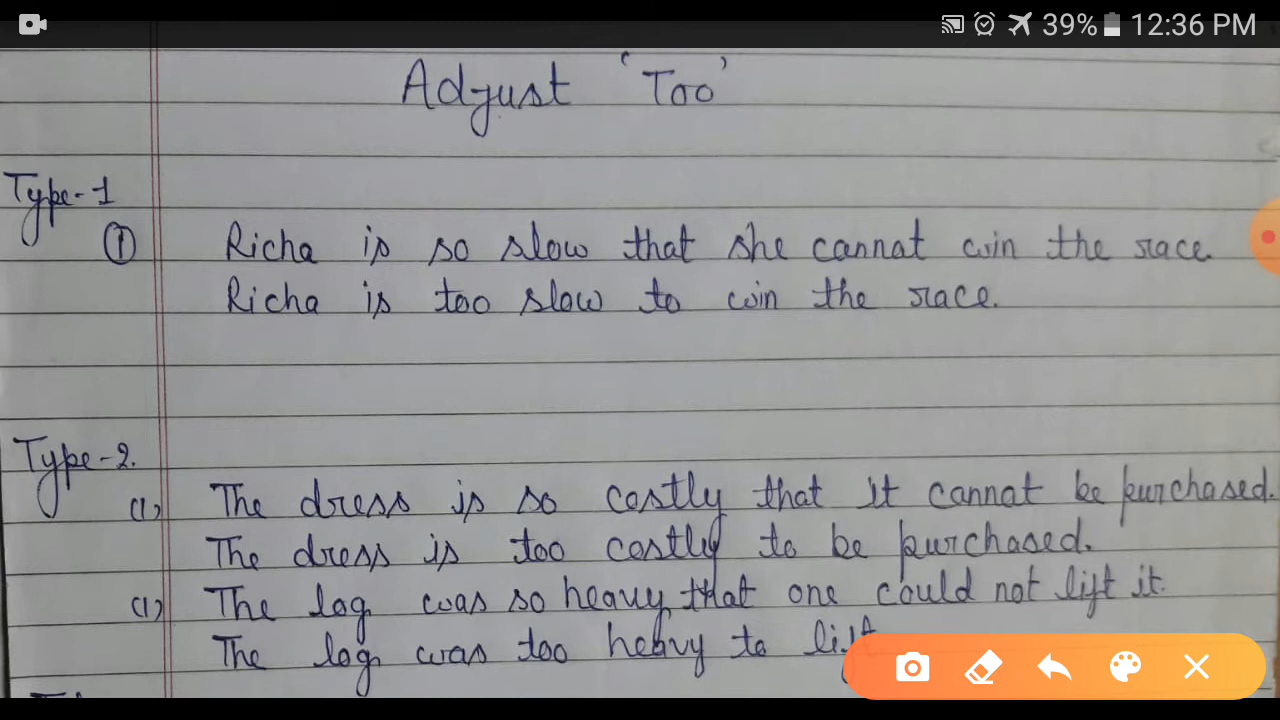 39% 12:36 PM
Adjust 'Too'
Type-1
① Richa is so slow that she cannat win the race.
Richa is too slow to win the race.
Type-2.
(1) The dress is so costly that it cannat be purchased.
The dress is too costly to be purchased.
(1) The log was so heavy that one could not lift it.
The log was too heavy to lift